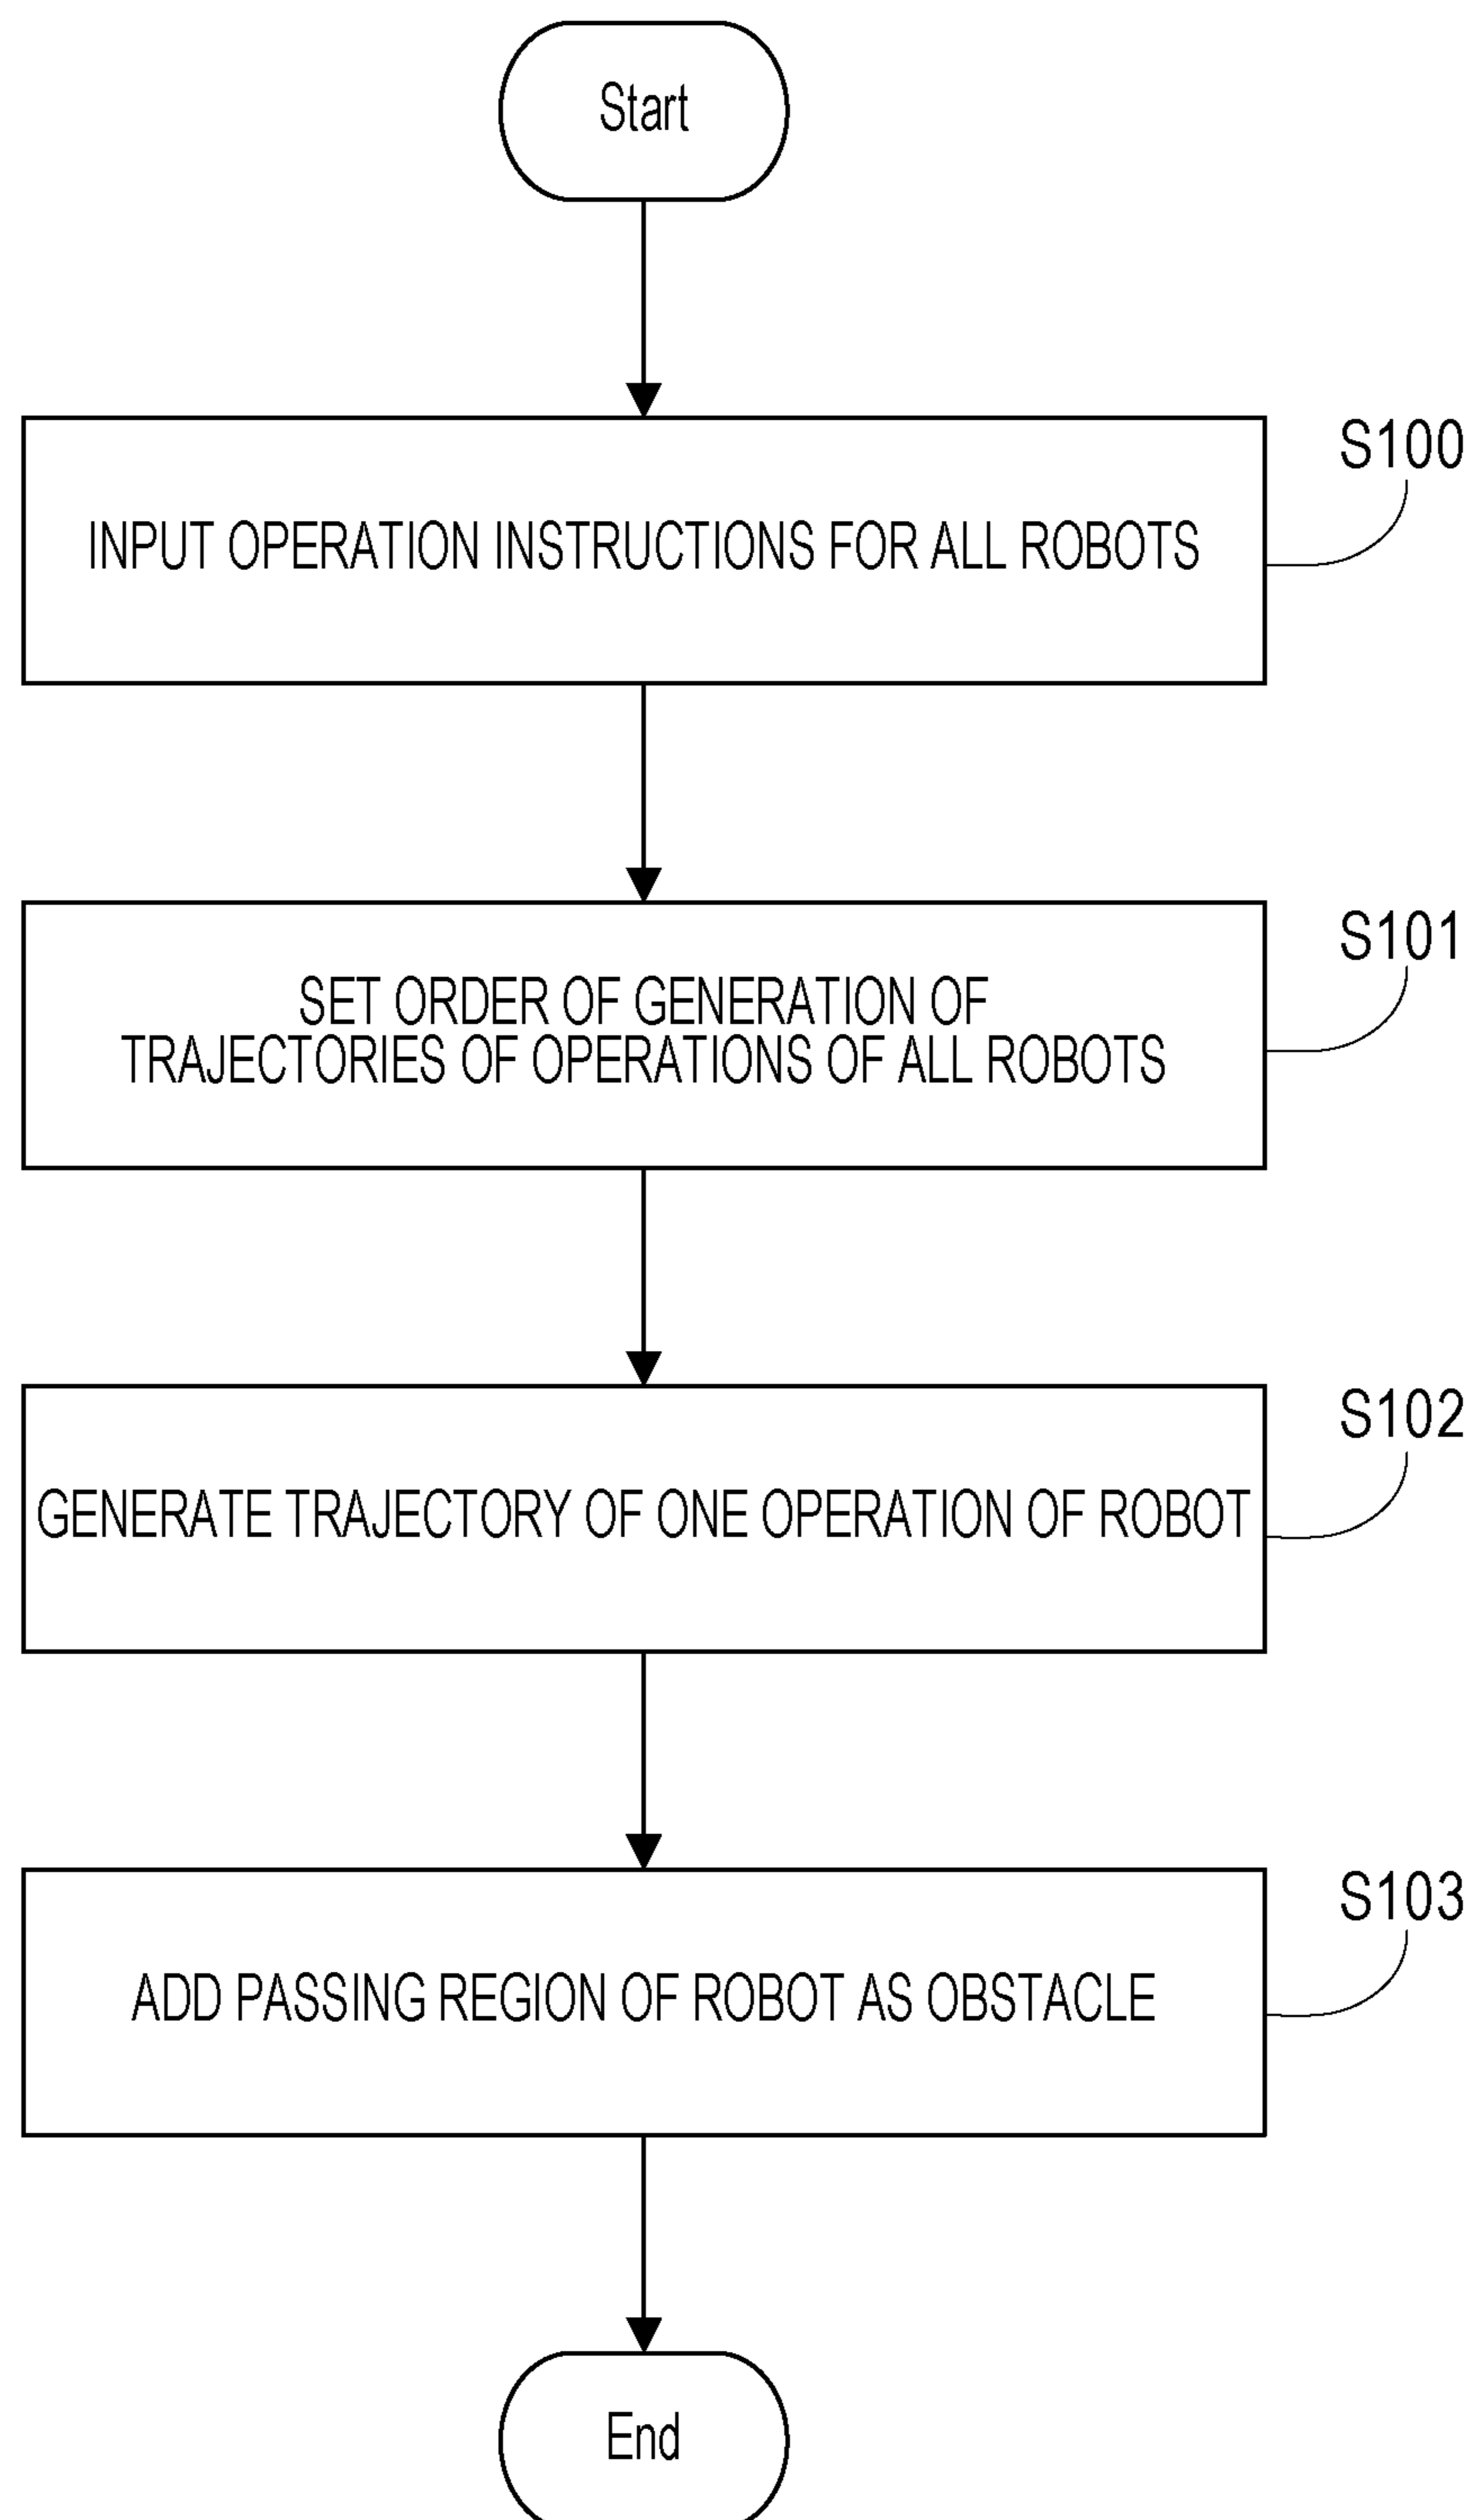 Start
S100
INPUT OPERATION INSTRUCTIONS FOR ALL ROBOTS
S101
SET ORDER OF GENERATION OF
TRAJECTORIES OF OPERATIONS OF ALL ROBOTS
S102
GENERATE TRAJECTORY OF ONE OPERATION OF ROBOT
S103
ADD PASSING REGION OF ROBOT AS OBSTACLE
End